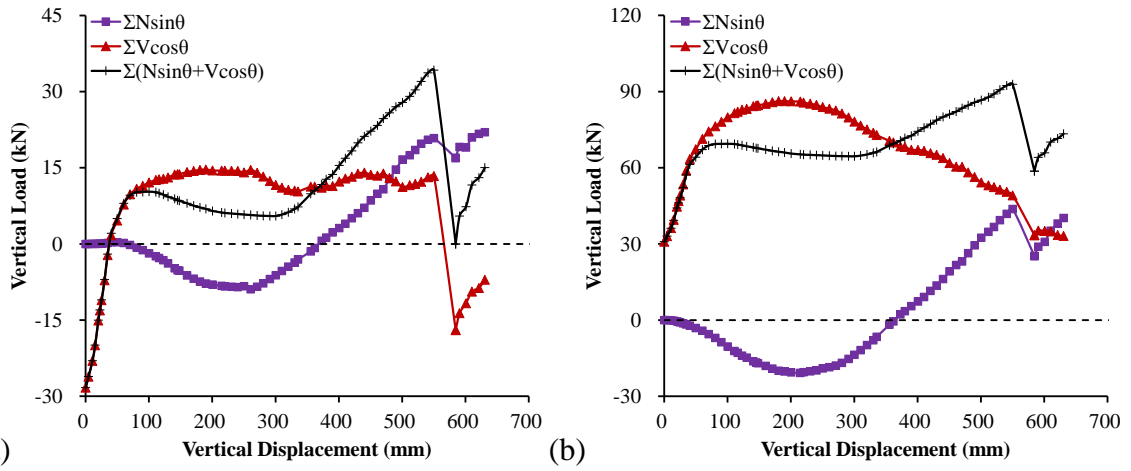 45
30
15
0
-15
-30
Vertical Load (kN)
ΣNsinθ
ΣVcosθ
Σ(Nsinθ+Vcosθ)
0 100 200 300 400 500 600 700
Vertical Displacement (mm)
)
120
90
60
30
0
-30
Vertical Load (kN)
ΣNsinθ
ΣVcosθ
Σ(Nsinθ+Vcosθ)
0 100 200 300 400 500 600 700
Vertical Displacement (mm)
(b)